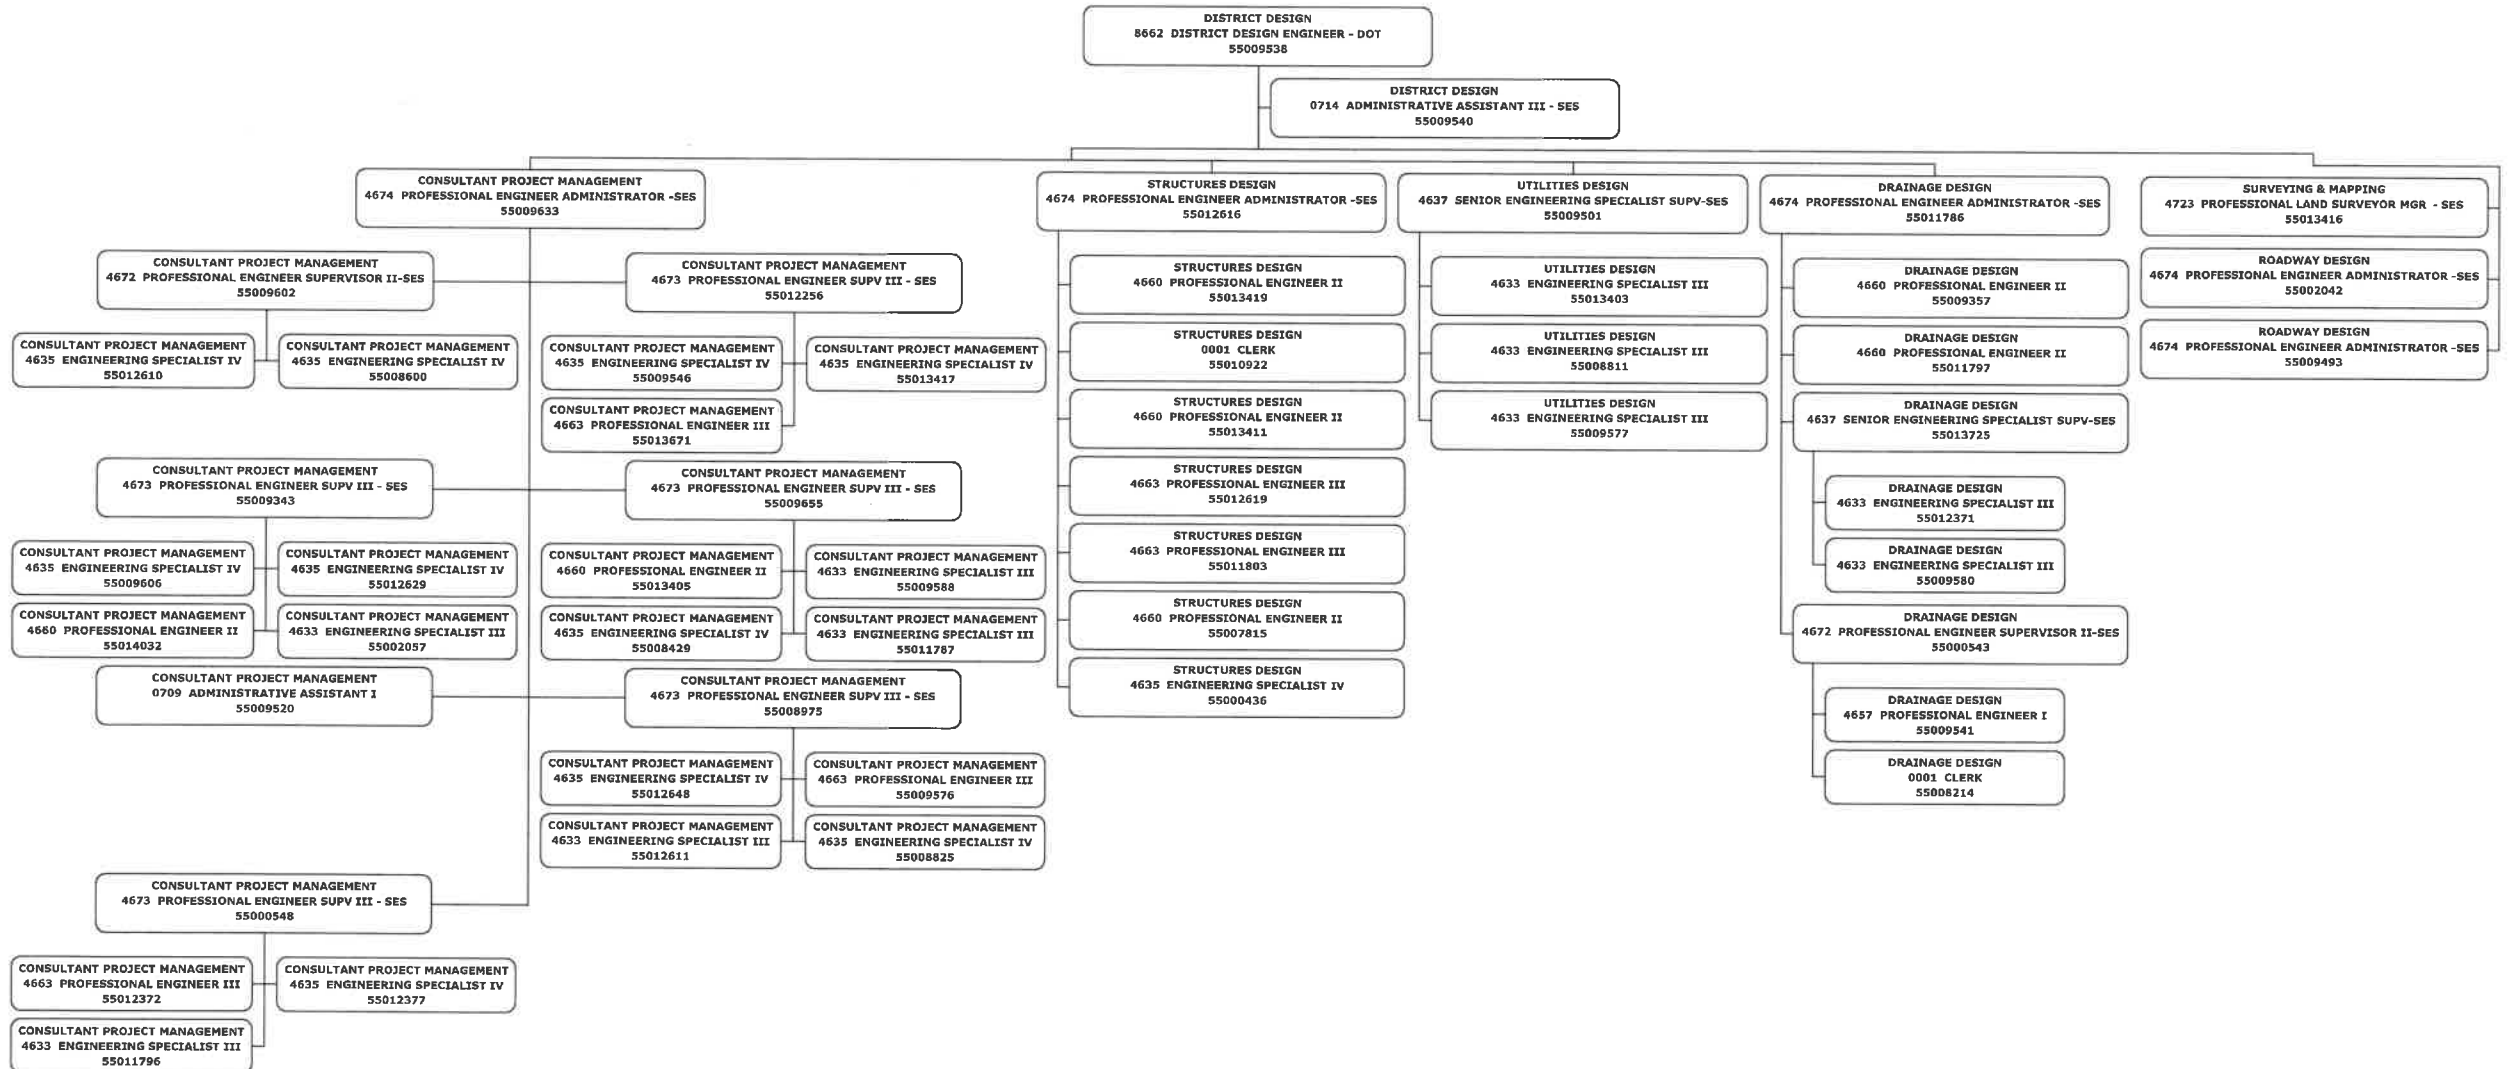 DISTRICT DESIGN
8662 DISTRICT DESIGN ENGINEER - DOT
55009538
DISTRICT DESIGN
0714 ADMINISTRATIVE ASSISTANT III - SES
55009540
CONSULTANT PROJECT MANAGEMENT
4674 PROFESSIONAL ENGINEER ADMINISTRATOR -SES
55009633
CONSULTANT PROJECT MANAGEMENT
4672 PROFESSIONAL ENGINEER SUPERVISOR II-SES
55009602
CONSULTANT PROJECT MANAGEMENT
4635 ENGINEERING SPECIALIST IV
55012610
CONSULTANT PROJECT MANAGEMENT
4635 ENGINEERING SPECIALIST IV
55008600
CONSULTANT PROJECT MANAGEMENT
4673 PROFESSIONAL ENGINEER SUPV III - SES
55012256
CONSULTANT PROJECT MANAGEMENT
4635 ENGINEERING SPECIALIST IV
55009546
CONSULTANT PROJECT MANAGEMENT
4635 ENGINEERING SPECIALIST IV
55013417
CONSULTANT PROJECT MANAGEMENT
4663 PROFESSIONAL ENGINEER III
55013671
CONSULTANT PROJECT MANAGEMENT
4673 PROFESSIONAL ENGINEER SUPV III - SES
55009343
CONSULTANT PROJECT MANAGEMENT
4635 ENGINEERING SPECIALIST IV
55009606
CONSULTANT PROJECT MANAGEMENT
4635 ENGINEERING SPECIALIST IV
55012629
CONSULTANT PROJECT MANAGEMENT
4660 PROFESSIONAL ENGINEER II
55014032
CONSULTANT PROJECT MANAGEMENT
4633 ENGINEERING SPECIALIST III
55002057
CONSULTANT PROJECT MANAGEMENT
4673 PROFESSIONAL ENGINEER SUPV III - SES
55009655
CONSULTANT PROJECT MANAGEMENT
4660 PROFESSIONAL ENGINEER II
55013405
CONSULTANT PROJECT MANAGEMENT
4633 ENGINEERING SPECIALIST III
55009588
CONSULTANT PROJECT MANAGEMENT
4635 ENGINEERING SPECIALIST IV
55008429
CONSULTANT PROJECT MANAGEMENT
4633 ENGINEERING SPECIALIST III
55011787
CONSULTANT PROJECT MANAGEMENT
0709 ADMINISTRATIVE ASSISTANT I
55009520
CONSULTANT PROJECT MANAGEMENT
4673 PROFESSIONAL ENGINEER SUPV III - SES
55008975
CONSULTANT PROJECT MANAGEMENT
4635 ENGINEERING SPECIALIST IV
55012648
CONSULTANT PROJECT MANAGEMENT
4663 PROFESSIONAL ENGINEER III
55009576
CONSULTANT PROJECT MANAGEMENT
4633 ENGINEERING SPECIALIST III
55012611
CONSULTANT PROJECT MANAGEMENT
4635 ENGINEERING SPECIALIST IV
55008825
CONSULTANT PROJECT MANAGEMENT
4673 PROFESSIONAL ENGINEER SUPV III - SES
55000548
CONSULTANT PROJECT MANAGEMENT
4663 PROFESSIONAL ENGINEER III
55012372
CONSULTANT PROJECT MANAGEMENT
4635 ENGINEERING SPECIALIST IV
55012377
CONSULTANT PROJECT MANAGEMENT
4633 ENGINEERING SPECIALIST III
55011796
STRUCTURES DESIGN
4674 PROFESSIONAL ENGINEER ADMINISTRATOR -SES
55012616
STRUCTURES DESIGN
4660 PROFESSIONAL ENGINEER II
55013419
STRUCTURES DESIGN
0001 CLERK
55010922
STRUCTURES DESIGN
4660 PROFESSIONAL ENGINEER II
55013411
STRUCTURES DESIGN
4663 PROFESSIONAL ENGINEER III
55012619
STRUCTURES DESIGN
4663 PROFESSIONAL ENGINEER III
55011803
STRUCTURES DESIGN
4660 PROFESSIONAL ENGINEER II
55007815
STRUCTURES DESIGN
4635 ENGINEERING SPECIALIST IV
55000436
UTILITIES DESIGN
4637 SENIOR ENGINEERING SPECIALIST SUPV-SES
55009501
UTILITIES DESIGN
4633 ENGINEERING SPECIALIST III
55013403
UTILITIES DESIGN
4633 ENGINEERING SPECIALIST III
55008811
UTILITIES DESIGN
4633 ENGINEERING SPECIALIST III
55009577
DRAINAGE DESIGN
4674 PROFESSIONAL ENGINEER ADMINISTRATOR -SES
55011786
DRAINAGE DESIGN
4660 PROFESSIONAL ENGINEER II
55009357
DRAINAGE DESIGN
4660 PROFESSIONAL ENGINEER II
55011797
DRAINAGE DESIGN
4637 SENIOR ENGINEERING SPECIALIST SUPV-SES
55013725
DRAINAGE DESIGN
4633 ENGINEERING SPECIALIST III
55012371
DRAINAGE DESIGN
4633 ENGINEERING SPECIALIST III
55009580
DRAINAGE DESIGN
4672 PROFESSIONAL ENGINEER SUPERVISOR II-SES
55000543
DRAINAGE DESIGN
4657 PROFESSIONAL ENGINEER I
55009541
DRAINAGE DESIGN
0001 CLERK
55008214
SURVEYING & MAPPING
4723 PROFESSIONAL LAND SURVEYOR MGR - SES
55013416
ROADWAY DESIGN
4674 PROFESSIONAL ENGINEER ADMINISTRATOR -SES
55002042
ROADWAY DESIGN
4674 PROFESSIONAL ENGINEER ADMINISTRATOR -SES
55009493